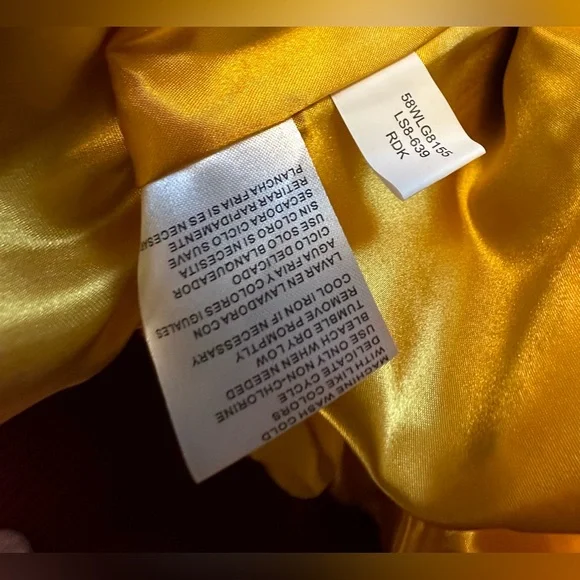 MACHINE WASH COLD
WITH LIKE COLORS
DELICATE CYCLE
USE ONLY NON-CHLORINE
BLEACH WHEN NEEDED
TUMBLE DRY LOW
REMOVE PROMPTLY
COOL IRON IF NECESSARY
LAVAR EN LAVADORA CON
AGUA FRIA Y COLORES IGUALES
CICLO DELICADO
USE SOLO BLANQUEADOR
SIN CLORO SI NECESITA
SECADORA CICLO SUAVE
RETIRAR RAPIDAMENTE
PLANCHA FRIA SI ES NECESAR
58WLG8155
LS8-639
RDK